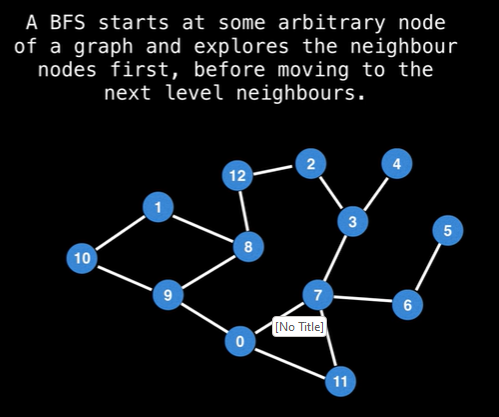 A BFS starts at some arbitrary node
of a graph and explores the neighbour
nodes first, before moving to the
next level neighbours.
12
2
4
1
3
5
8
10
9
7
6
[No Title]
0
11